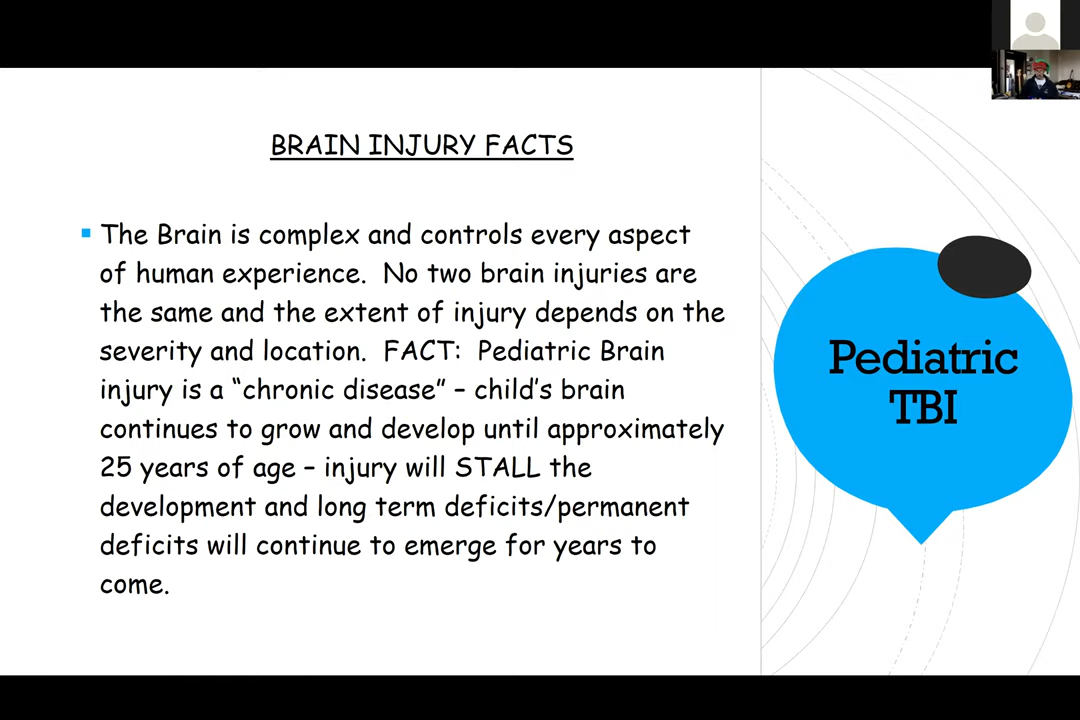 BRAIN INJURY FACTS
The Brain is complex and controls every aspect
of human experience. No two brain injuries are
the same and the extent of injury depends on the
severity and location. FACT: Pediatric Brain
injury is a “chronic disease” – child’s brain
continues to grow and develop until approximately
25 years of age – injury will STALL the
development and long term deficits/permanent
deficits will continue to emerge for years to
come.
Pediatric
TBI